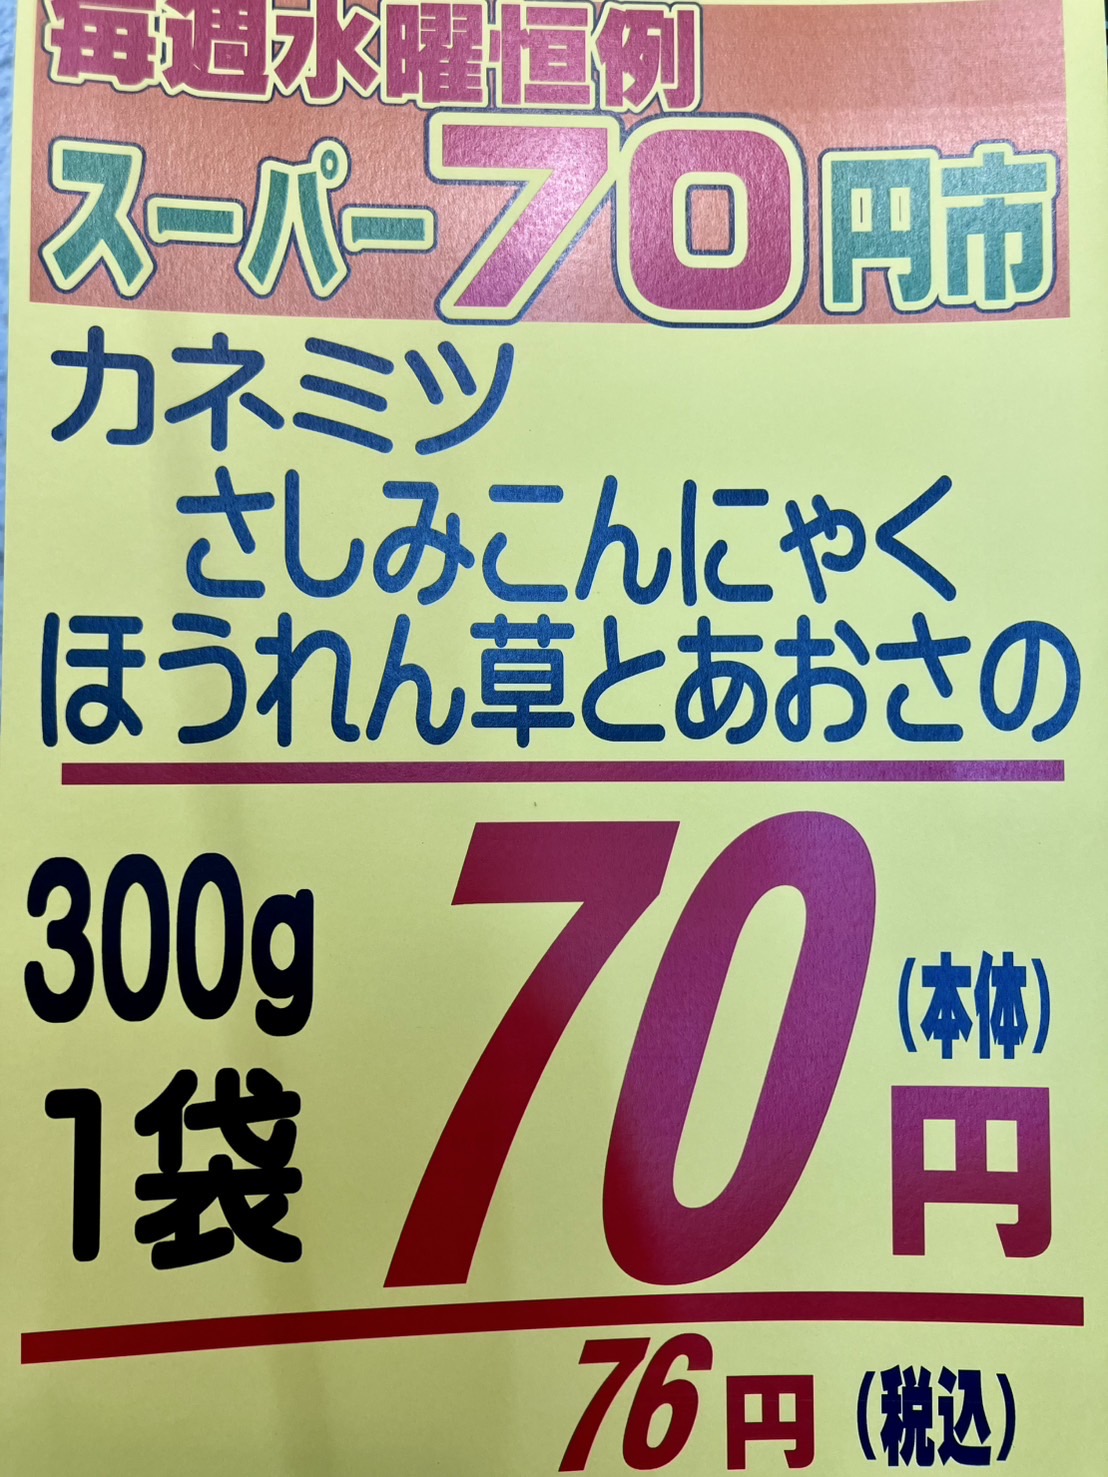 毎週水曜恒例
スーパー70円市
カネミツ
さしみこんにゃく
ほうれん草とあおさの
300g
1袋
70
(本体)
円
76円(税込)